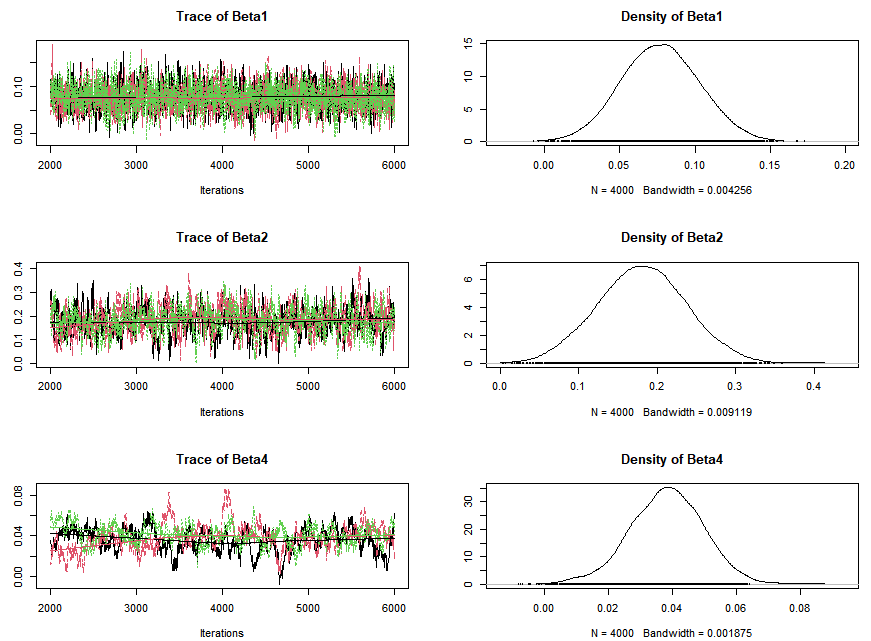 Trace of Beta1
0.00 0.10
2000 3000 4000 5000 6000
Iterations
Density of Beta1
0 5 10 15
0.00 0.05 0.10 0.15 0.20
N = 4000 Bandwidth = 0.004256
Trace of Beta2
0.0 0.1 0.2 0.3 0.4
2000 3000 4000 5000 6000
Iterations
Density of Beta2
0 2 4 6
0.0 0.1 0.2 0.3 0.4
N = 4000 Bandwidth = 0.009119
Trace of Beta4
0.00 0.04 0.08
2000 3000 4000 5000 6000
Iterations
Density of Beta4
0 5 10 20 30
0.00 0.02 0.04 0.06 0.08
N = 4000 Bandwidth = 0.001875